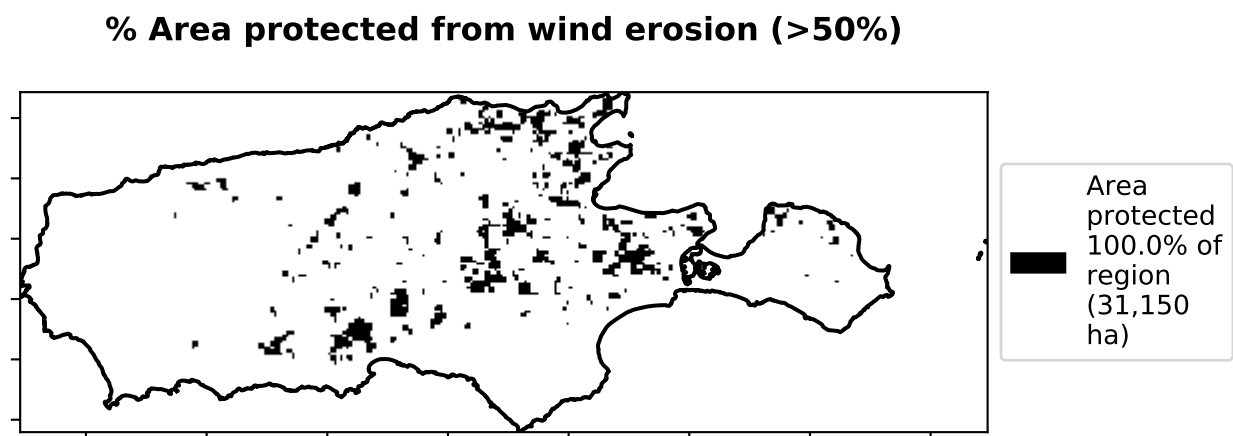 % Area protected from wind erosion (>50%)
Area
protected
100.0% of
region
(31,150
ha)